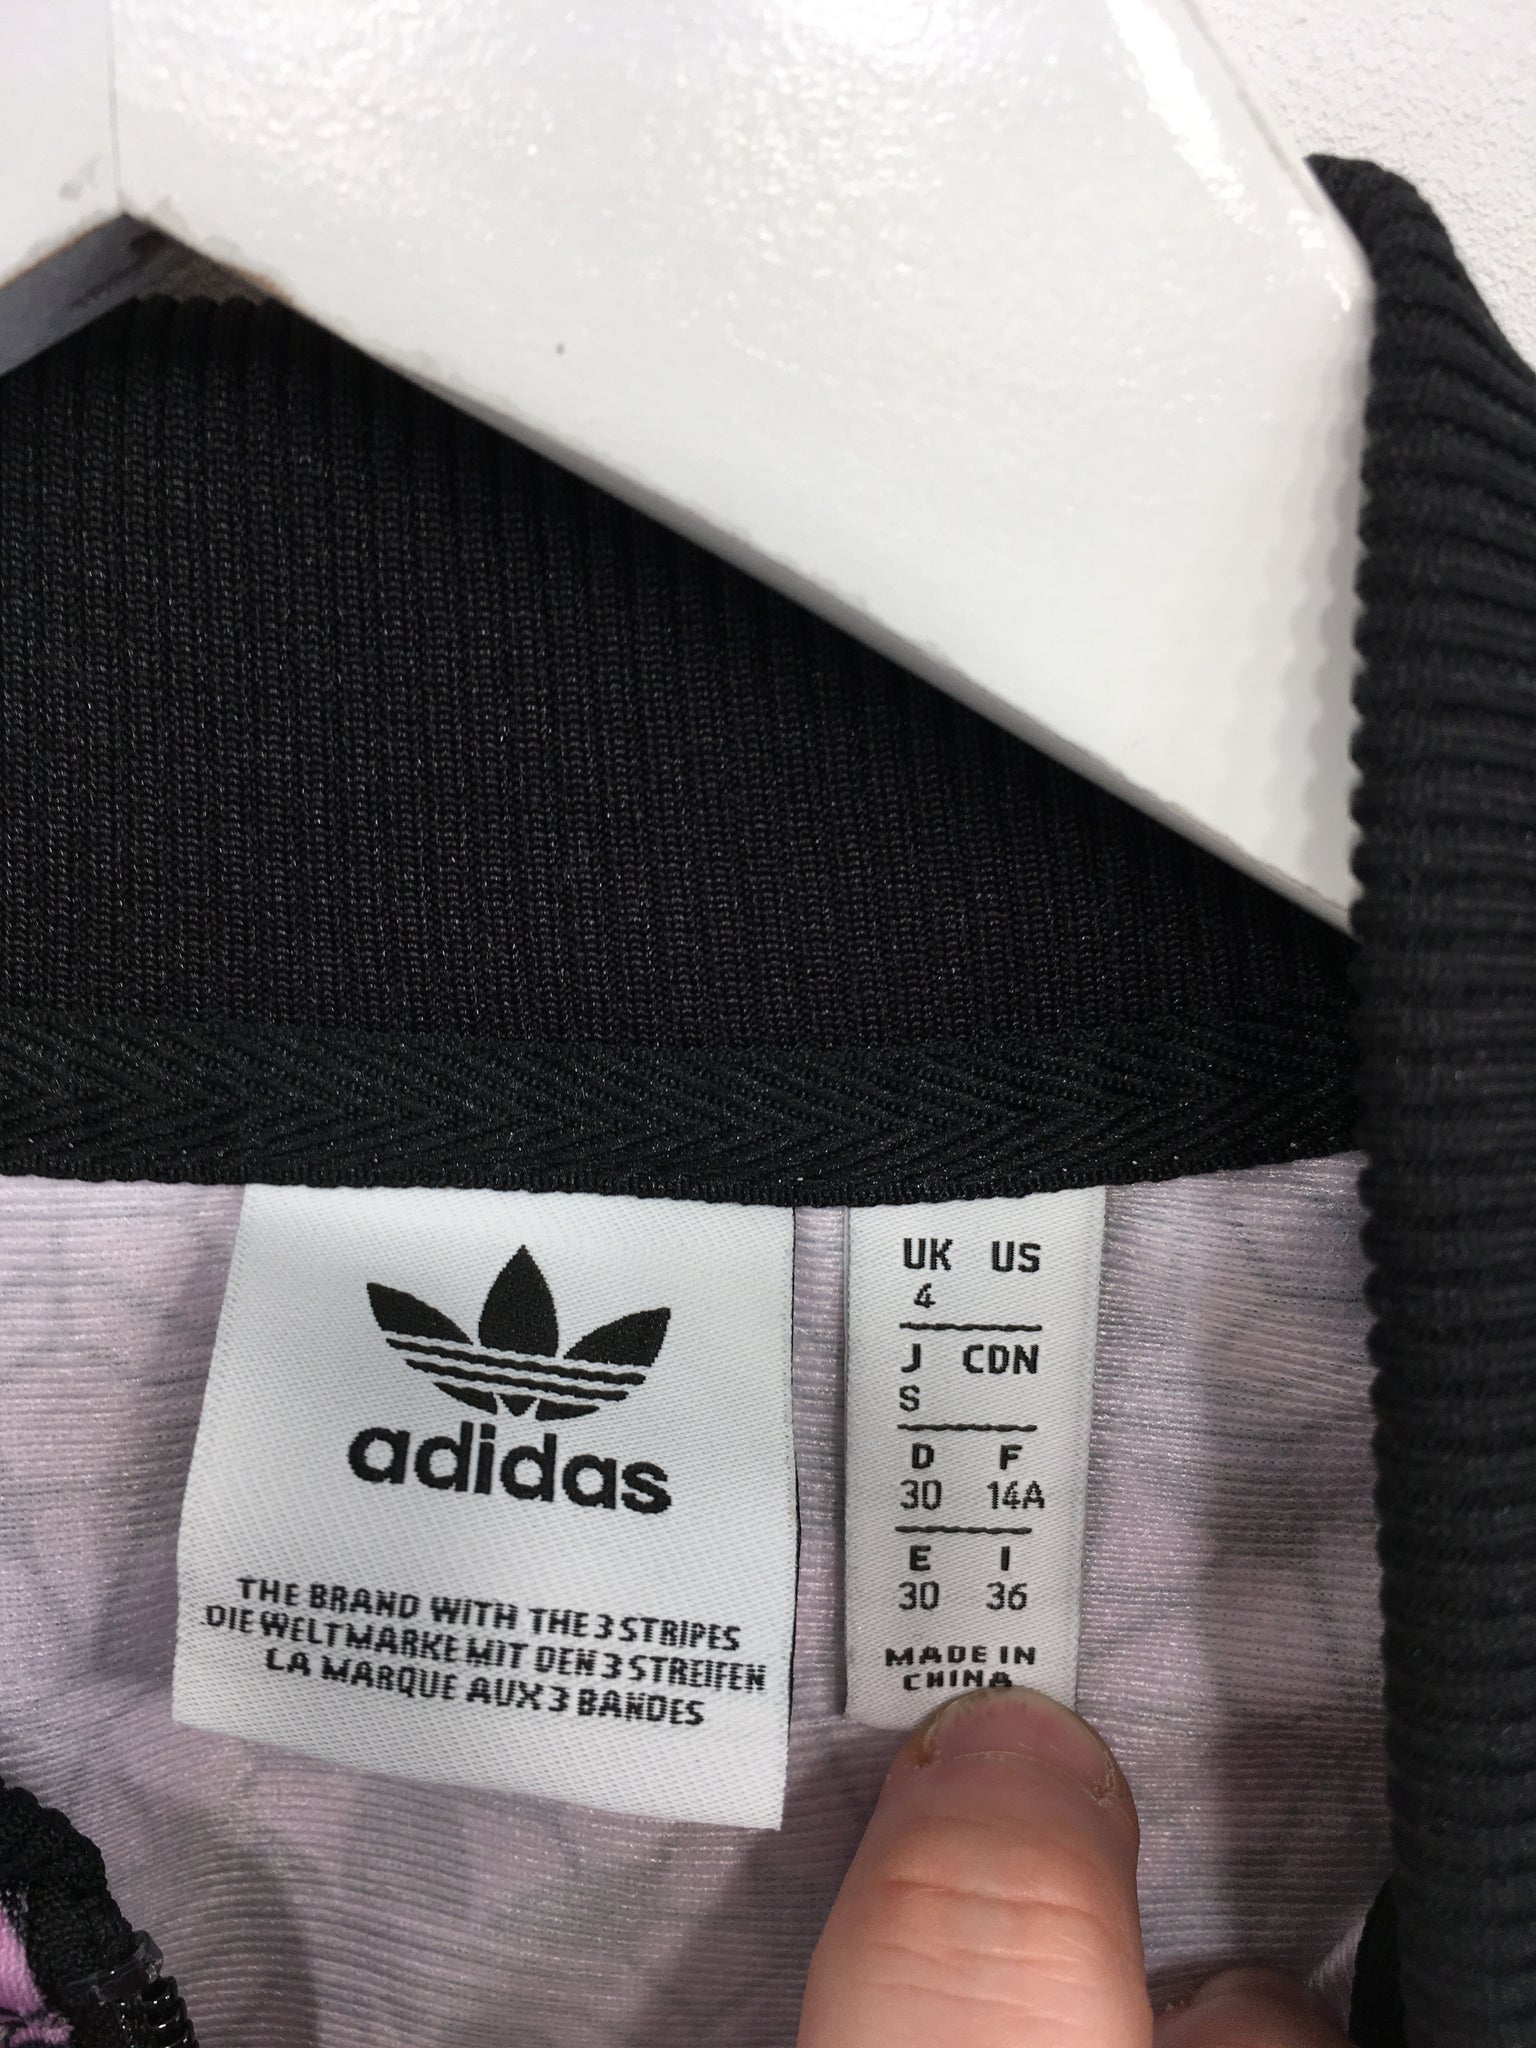 adidas
THE BRAND WITH THE 3 STRIPES
DIE WELTMARKE MIT DEN 3 STREIFEN
LA MARQUE AUX 3 BANDES
UK US
4
J CDN
S
D F
30 14A
E I
30 36
MADE IN
CHINA